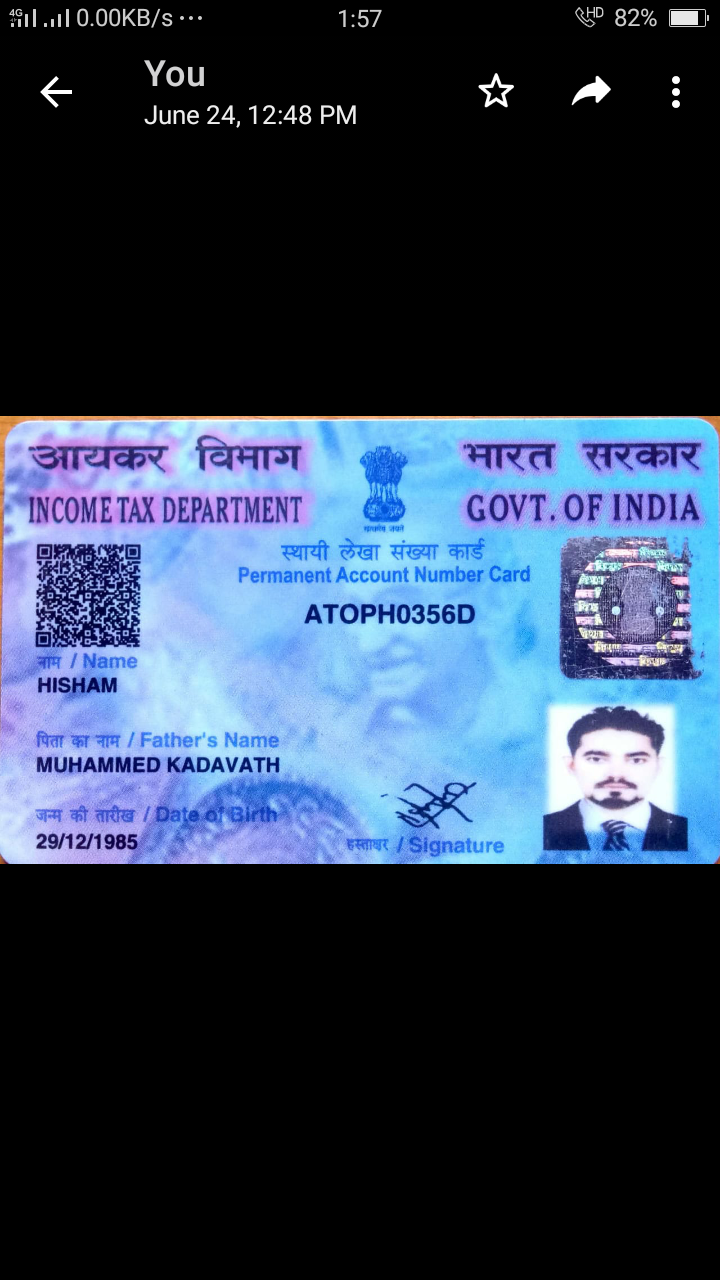 4G 0.00KB/s ... 1:57 HD 82%
You
June 24, 12:48 PM
आयकर विभाग
INCOME TAX DEPARTMENT
भारत सरकार
GOVT. OF INDIA
सत्यमेव जयते
स्थायी लेखा संख्या कार्ड
Permanent Account Number Card
ATOPH0356D
नाम / Name
HISHAM
पिता का नाम / Father's Name
MUHAMMED KADAVATH
जन्म की तारीख / Date of Birth
29/12/1985
हस्ताक्षर / Signature